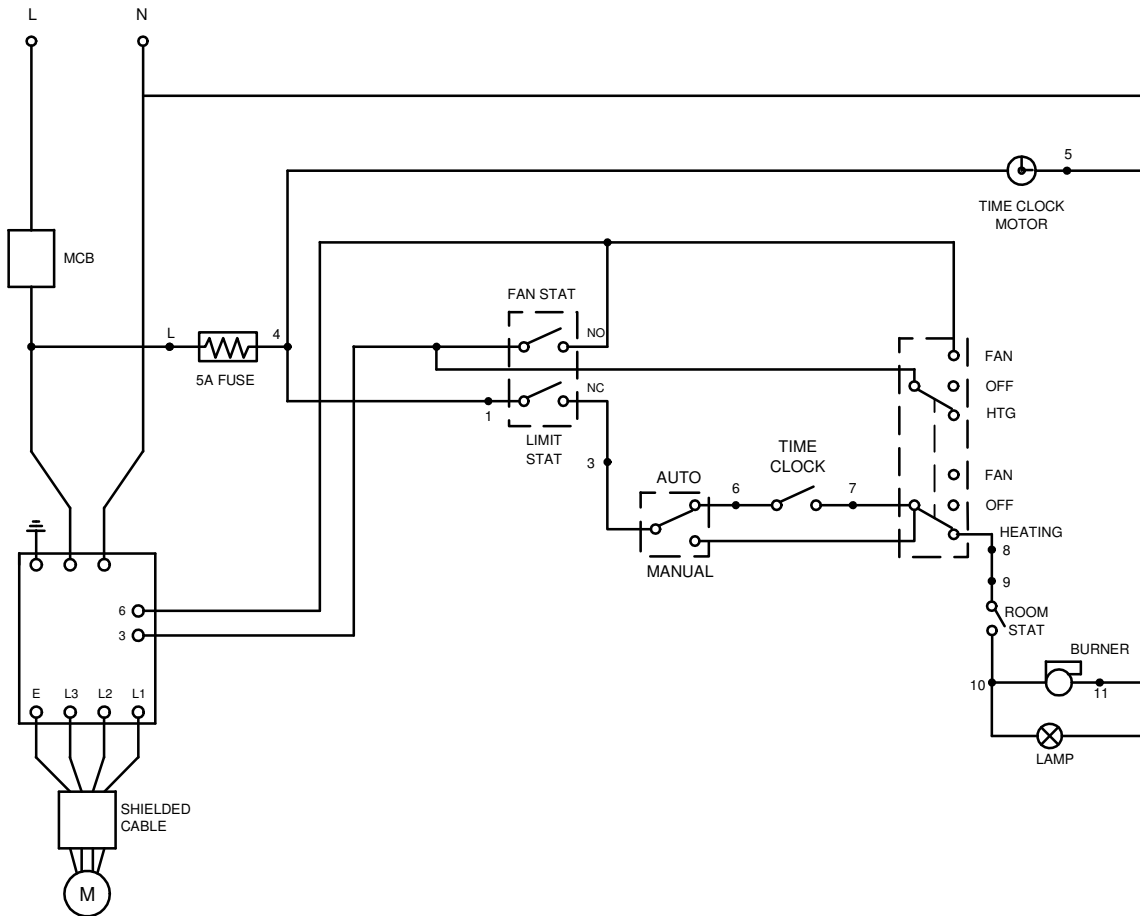 L
N
5
TIME CLOCK
MOTOR
MCB
FAN STAT
L
4
NO
5A FUSE
FAN
OFF
HTG
NC
1
LIMIT
STAT
TIME
CLOCK
3
AUTO
6
7
FAN
OFF
HEATING
MANUAL
8
9
6
3
ROOM
STAT
BURNER
10
11
E
L3
L2
L1
LAMP
SHIELDED
CABLE
M